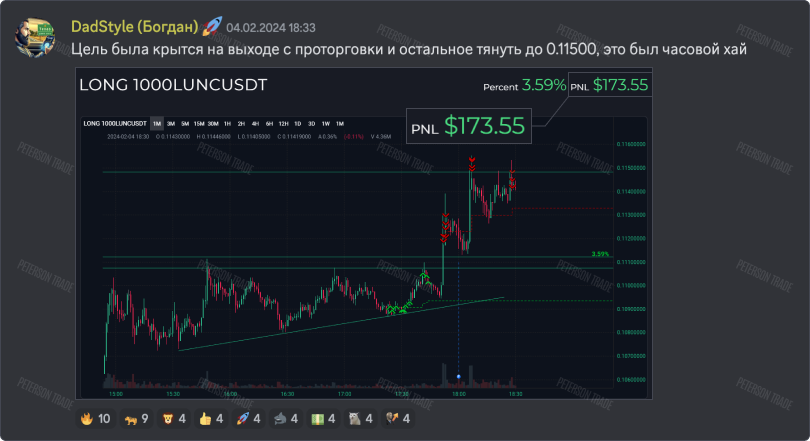 DadStyle (Богдан) 04.02.2024 18:33
Цель была крытся на выходе с проторговки и остальное тянуть до 0.11500, это был часовой хай
LONG 1000LUNCUSDT
Percent 3.59% PNL $173.55
PNL $173.55
LONG 1000LUNCUSDT 1M 3M 5M 15M 30M 1H 2H 4H 6H 12H 1D 3D 1W 1M
2024-02-04 18:30 O 0.11430000 H 0.11446000 L 0.11405000 C 0.11419000 A 0.36% (-0.11%) V 4.36M
0.11600000
0.11500000
0.11400000
0.11300000
0.11200000
3.59%
0.11100000
0.11000000
0.10900000
0.10800000
0.10700000
0.10600000
15:00 15:30 16:00 16:30 17:00 17:30 18:00 18:30
10 9 4 4 4 4 4 4 4
PETERSON TRADE